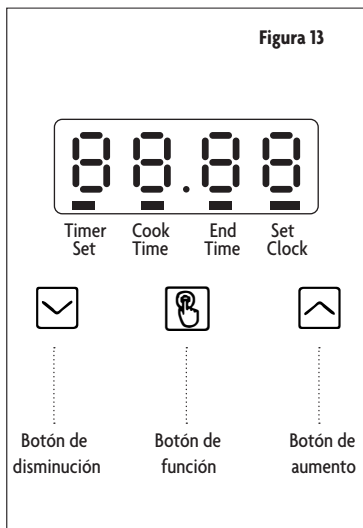 Figura 13
88.88
Timer Cook End Set
Set Time Time Clock
Botón de Botón de Botón de
disminución función aumento